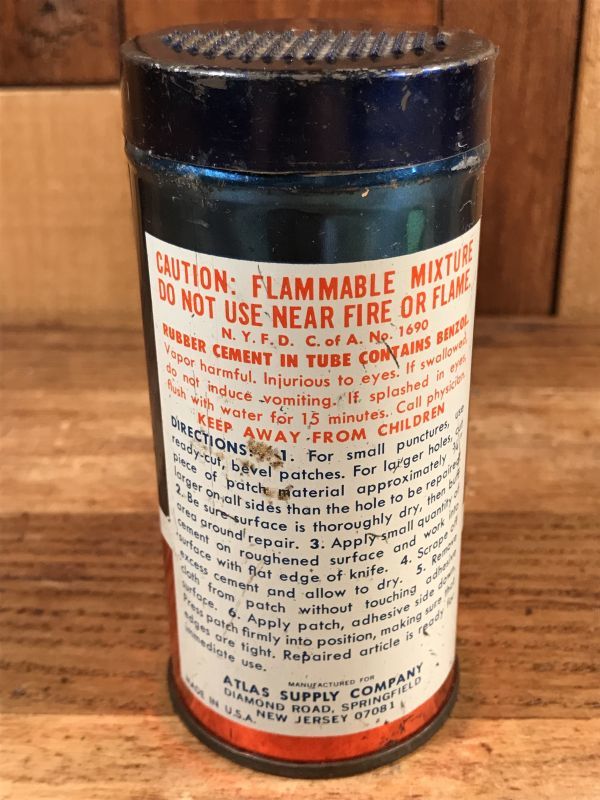 CAUTION: FLAMMABLE MIXTURE
DO NOT USE NEAR FIRE OR FLAME.
N.Y.F.D. C. of A. No. 1690
RUBBER CEMENT IN TUBE CONTAINS BENZOL.
Vapor harmful. Injurious to eyes. If swallowed,
do not induce vomiting. If splashed in eyes,
flush with water for 15 minutes. Call physician.
KEEP AWAY FROM CHILDREN
DIRECTIONS: 1. For small punctures, use
ready-cut, bevel patches. For larger holes, cut
piece of patch material approximately
larger on all sides than the hole to be repaired.
2. Be sure surface is thoroughly dry, then buff
area around repair. 3. Apply small quantity of
cement on roughened surface and work into
surface with flat edge of knife. 4. Scrape off
excess cement and allow to dry. 5. Remove
cloth from patch without touching adhesive
surface. 6. Apply patch, adhesive side down.
Press patch firmly into position, making sure that
edges are tight. Repaired article is ready for
immediate use.
MANUFACTURED FOR
ATLAS SUPPLY COMPANY
DIAMOND ROAD, SPRINGFIELD
MADE IN U.S.A. NEW JERSEY 07081